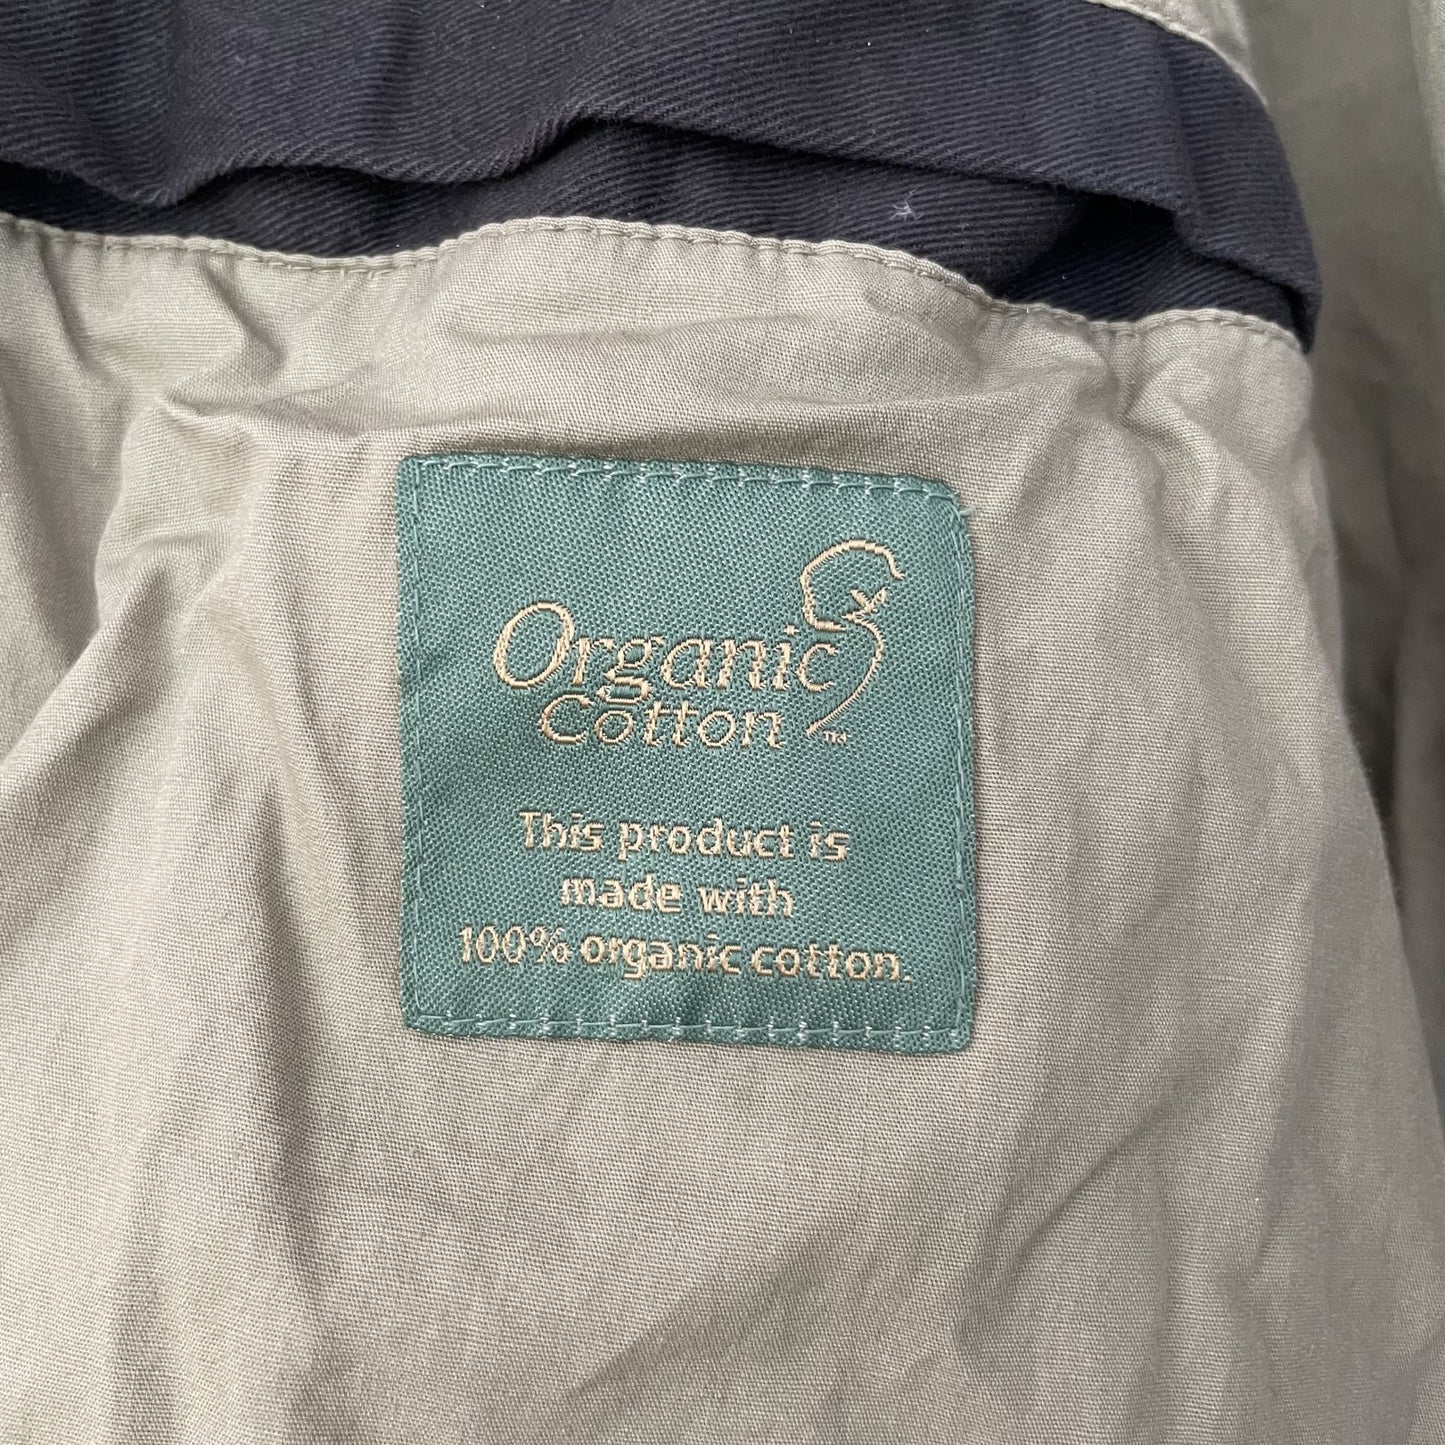 Organic
Cotton
TM
This product is
made with
100% organic cotton.